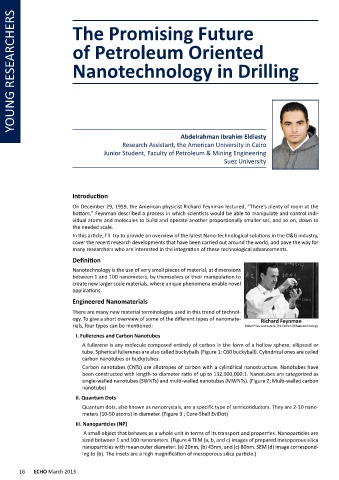 YOUNG RESEARCHERS
The Promising Future
of Petroleum Oriented
Nanotechnology in Drilling
Abdelrahman Ibrahim Eldiasty
Research Assistant, the American University in Cairo
Junior Student, Faculty of Petroleum & Mining Engineering
Suez University
Introduction
On December 29, 1959, the American physicist Richard Feynman lectured, "There's plenty of room at the
bottom," Feynman described a process in which scientists would be able to manipulate and control indi-
vidual atoms and molecules to build and operate another proportionally smaller set, and so on, down to
the needed scale.
In this article, I'll try to provide an overview of the latest Nano-technological solutions in the O&G industry,
cover the recent research developments that have been carried out around the world, and pave the way for
many researchers who are interested in the integration of these technological advancements.
Definition
Nanotechnology is the use of very small pieces of material, at dimensions
between 1 and 100 nanometers, by themselves or their manipulation to
create new larger scale materials, where unique phenomena enable novel
applications.
Engineered Nanomaterials
There are many new material terminologies used in this trend of technol-
ogy. To give a short overview of some of the different types of nanomate-
rials, four types can be mentioned:
Richard Feynman
Nobel Prize
The Father of Nanotechnology
I. Fullerenes and Carbon Nanotubes
A fullerene is any molecule composed entirely of carbon in the form of a hollow sphere, ellipsoid or
tube. Spherical fullerenes are also called buckyballs (Figure 1: C60 buckyball). Cylindrical ones are called
carbon nanotubes or buckytubes.
Carbon nanotubes (CNTs) are allotropes of carbon with a cylindrical nanostructure. Nanotubes have
been constructed with length-to-diameter ratio of up to 132,000,000:1. Nanotubes are categorized as
single-walled nanotubes (SWNTs) and multi-walled nanotubes (MWNTs). (Figure 2; Multi-walled carbon
nanotube)
II. Quantum Dots
Quantum dots, also known as nanocrystals, are a specific type of semiconductors. They are 2-10 nano-
meters (10-50 atoms) in diameter. (Figure 3 ; Core-Shell EviDot)
III. Nanoparticles (NP)
A small object that behaves as a whole unit in terms of its transport and properties. Nanoparticles are
sized between 1 and 100 nanometers. (Figure 4 TEM (a, b, and c) images of prepared mesoporous silica
nanoparticles with mean outer diameter: (a) 20nm, (b) 45nm, and (c) 80nm. SEM (d) image correspond-
ing to (b). The insets are a high magnification of mesoporous silica particle.)
16 ECHO March 2013